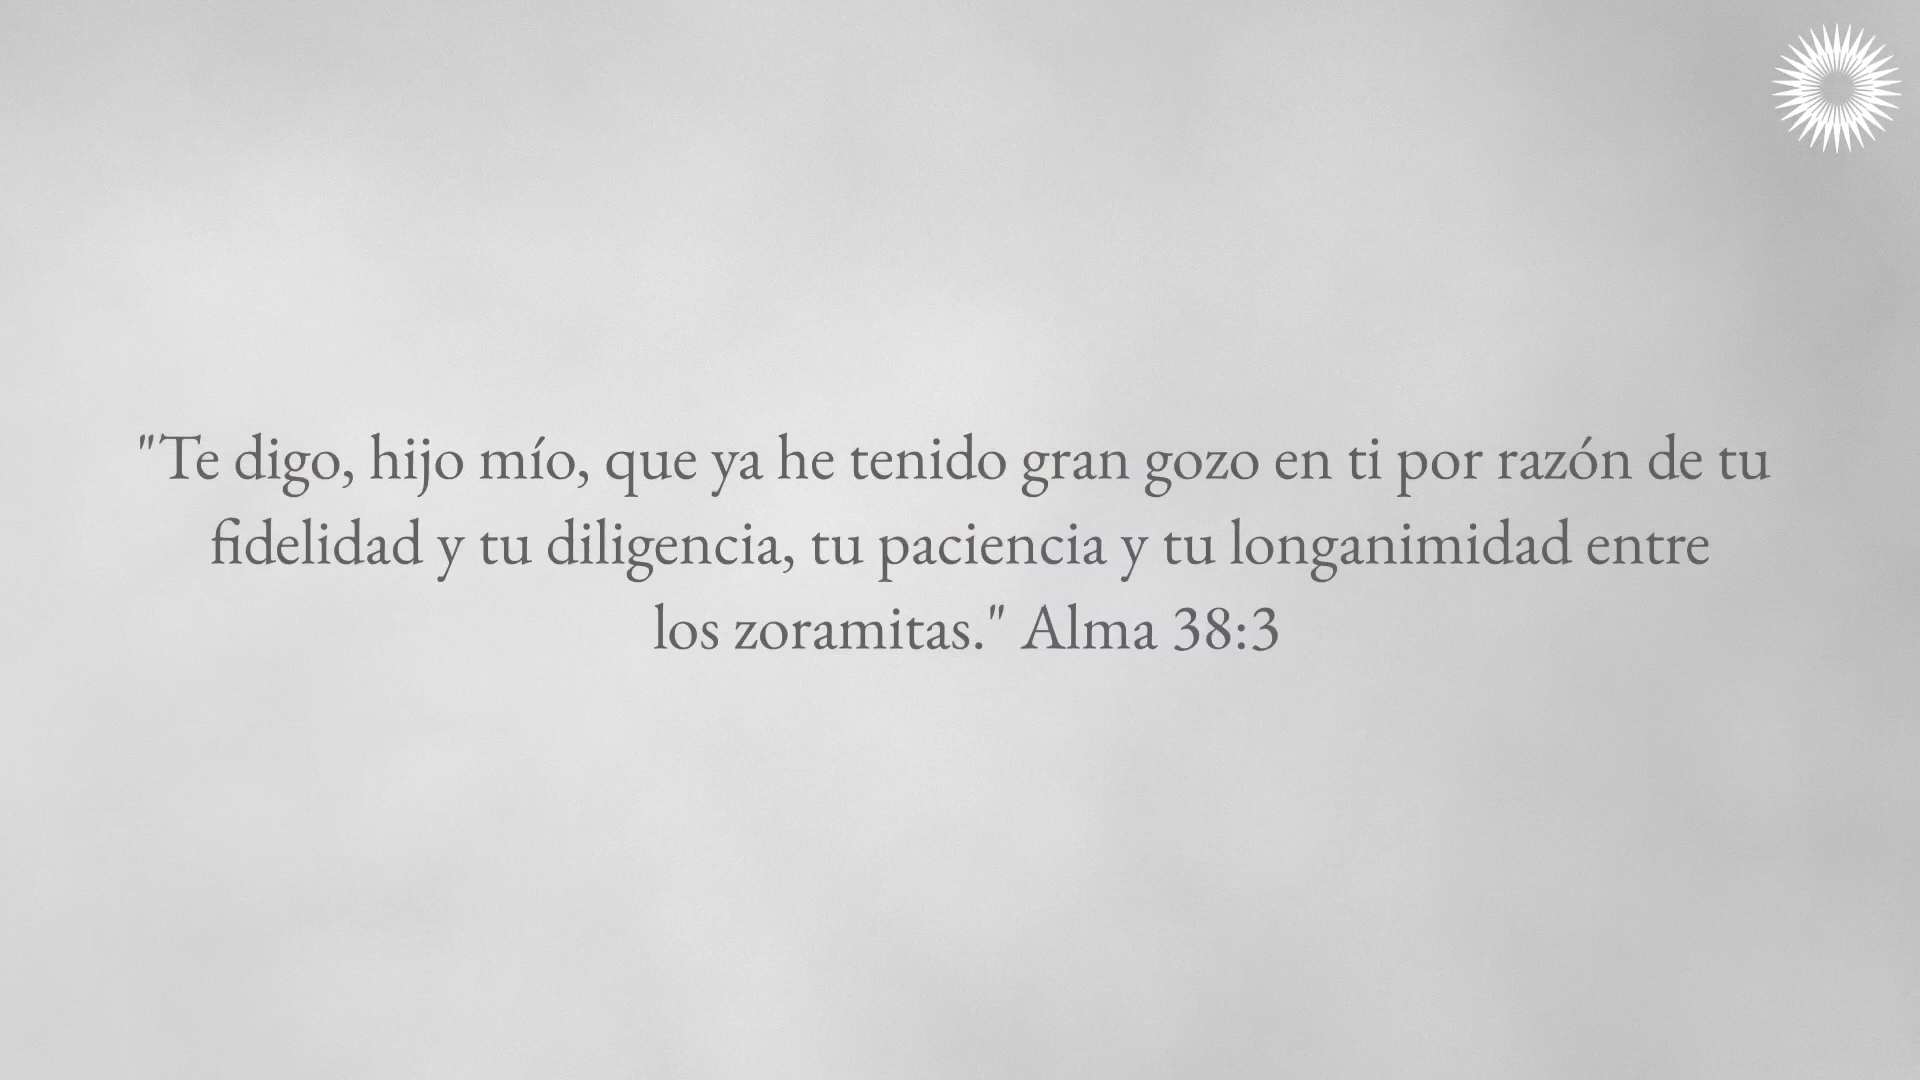 "Te digo, hijo mío, que ya he tenido gran gozo en ti por razón de tu
fidelidad y tu diligencia, tu paciencia y tu longanimidad entre
los zoramitas." Alma 38:3